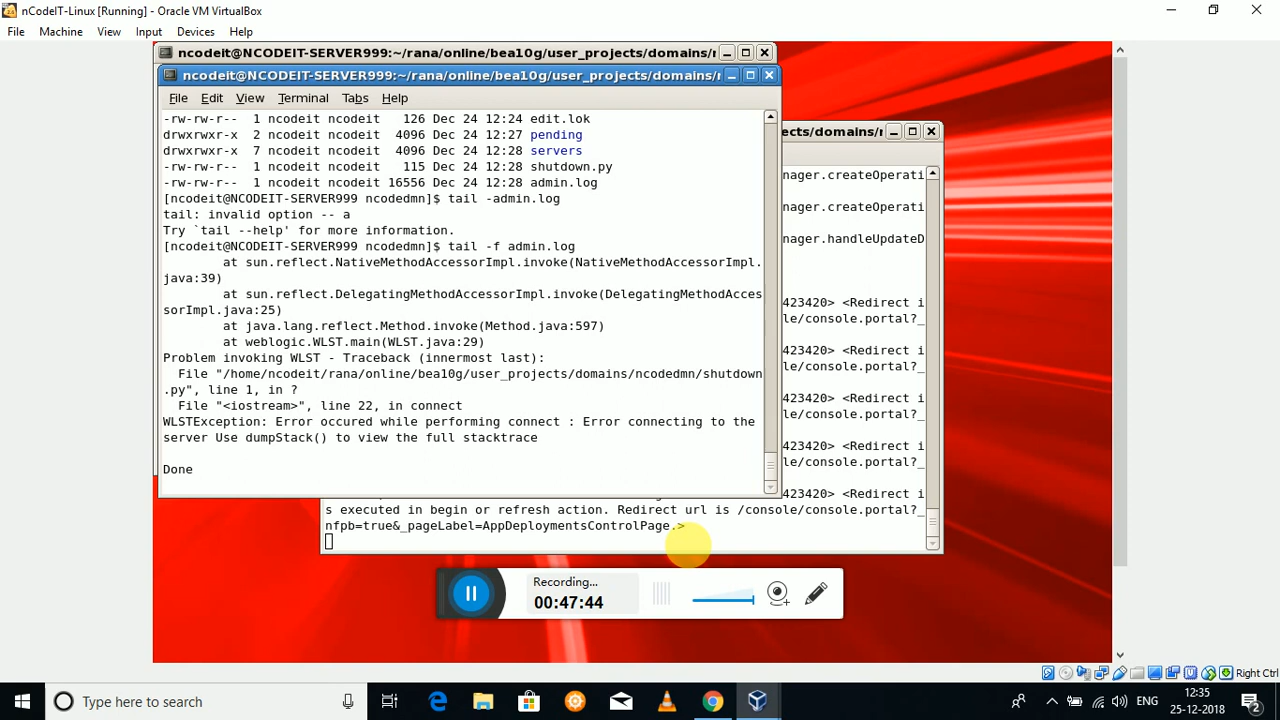 nCodeIT-Linux [Running] - Oracle VM VirtualBox
File Machine View Input Devices Help
ncodeit@NCODEIT-SERVER999:~/rana/online/bea10g/user_projects/domains/
ncodeit@NCODEIT-SERVER999:~/rana/online/bea10g/user_projects/domains/
File Edit View Terminal Tabs Help
-rw-rw-r-- 1 ncodeit ncodeit 126 Dec 24 12:24 edit.lok
drwxrwxr-x 2 ncodeit ncodeit 4096 Dec 24 12:27 pending
drwxrwxr-x 7 ncodeit ncodeit 4096 Dec 24 12:28 servers
-rw-rw-r-- 1 ncodeit ncodeit 115 Dec 24 12:28 shutdown.py
-rw-rw-r-- 1 ncodeit ncodeit 16556 Dec 24 12:28 admin.log
[ncodeit@NCODEIT-SERVER999 ncodedmn]$ tail -admin.log
tail: invalid option -- a
Try `tail --help' for more information.
[ncodeit@NCODEIT-SERVER999 ncodedmn]$ tail -f admin.log
at sun.reflect.NativeMethodAccessorImpl.invoke(NativeMethodAccessorImpl.
java:39)
at sun.reflect.DelegatingMethodAccessorImpl.invoke(DelegatingMethodAcces
sorImpl.java:25)
at java.lang.reflect.Method.invoke(Method.java:597)
at weblogic.WLST.main(WLST.java:29)
Problem invoking WLST - Traceback (innermost last):
File "/home/ncodeit/rana/online/bea10g/user_projects/domains/ncodedmn/shutdown
.py", line 1, in ?
File "<iostream>", line 22, in connect
WLSTException: Error occured while performing connect : Error connecting to the
server Use dumpStack() to view the full stacktrace
Done
ects/domains/
nager.createOperati
nager.createOperati
nager.handleUpdateD
423420> <Redirect i
le/console.portal?_
423420> <Redirect i
le/console.portal?_
423420> <Redirect i
le/console.portal?_
423420> <Redirect i
le/console.portal?_
423420> <Redirect i
s executed in begin or refresh action. Redirect url is /console/console.portal?_
nfpb=true&_pageLabel=AppDeploymentsControlPage.>
Recording...
00:47:44
Right Ctrl
Type here to search
ENG
12:35
25-12-2018
2